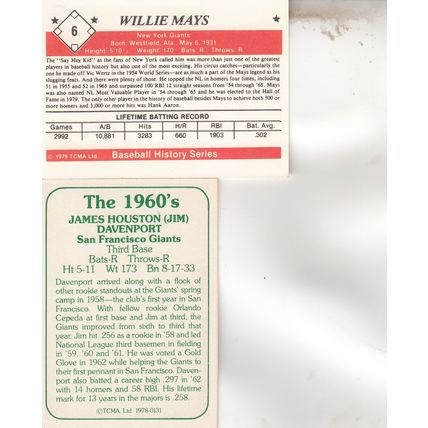 6
WILLIE MAYS
New York Giants
Born: Westfield, Ala. May 6, 1931
Height: 5-10½ Weight: 170 Bats: R Throws: R
The "Say Hey Kid" as the fans of New York called him was more than just one of the greatest
players in baseball history but also one of the most exciting. His circus catches—particularly the
one he made off Vic Wertz in the 1954 World Series—are as much a part of the Mays legend as his
slugging feats. And there were plenty of those. He topped the NL in homers four times, including
51 in 1955 and 52 in 1965 and surpassed 100 RBI 12 straight seasons from '54 through '65. Mays
was also named NL Most Valuable Player in '54 through '65 and was elected to the Hall of
Fame in 1979. The only other player in the history of baseball besides Mays to achieve both 500
or more homers and 3,000 or more hits was Hank Aaron.
LIFETIME BATTING RECORD
Games A/B Hits H/R RBI Bat. Avg.
2992 10,881 3283 660 1903 .302
© 1979 TCMA Ltd. Baseball History Series
The 1960's
JAMES HOUSTON (JIM)
DAVENPORT
San Francisco Giants
Third Base
Bats-R Throws-R
Ht 5-11 Wt 173 Bn 8-17-33
Davenport arrived along with a flock of
other rookie standouts at the Giants' spring
camp in 1958—the club's first year in San
Francisco. With fellow rookie Orlando
Cepeda at first base and Jim at third, the
Giants improved from sixth to third that
year. Jim hit .256 as a rookie in '58 and led
National League third basemen in fielding
in '59, '60 and '61. He was voted a Gold
Glove in 1962 while helping the Giants to
their first pennant in San Francisco. Daven-
port also batted a career high .297 in '62
with 14 homers and 58 RBI. His lifetime
mark for 13 years in the majors is .258.
©TCMA, Ltd. 1978-0131